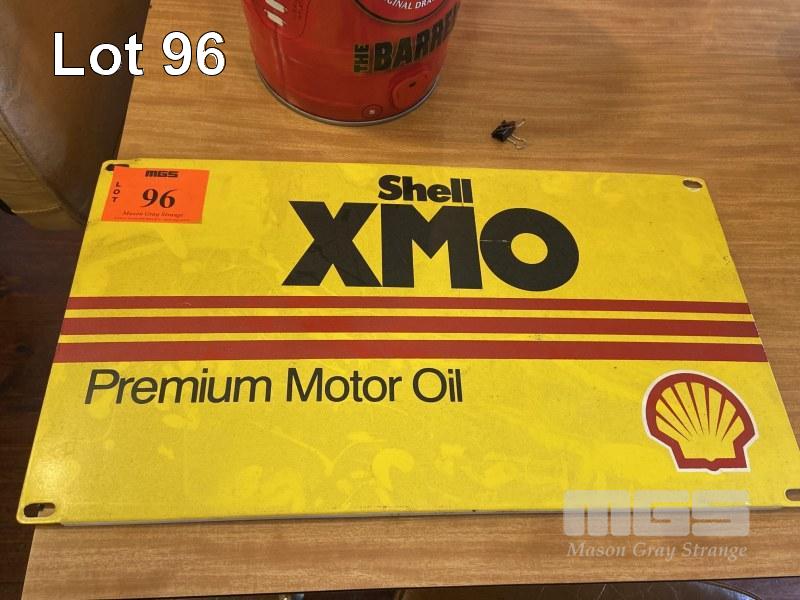 Lot 96
THE BARREL
MGS
LOT
96
Mason Gray Strange
Shell
XMO
Premium Motor Oil
MGS
Mason Gray Strange